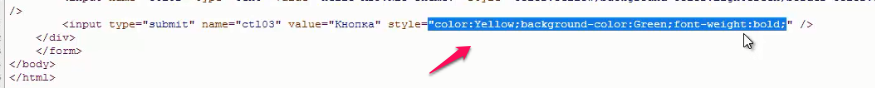 />
<input type="submit" name="ctl03" value="Кнопка" style="color:Yellow;background-color:Green;font-weight:bold;" />
</div>
</form>
</body>
</html>